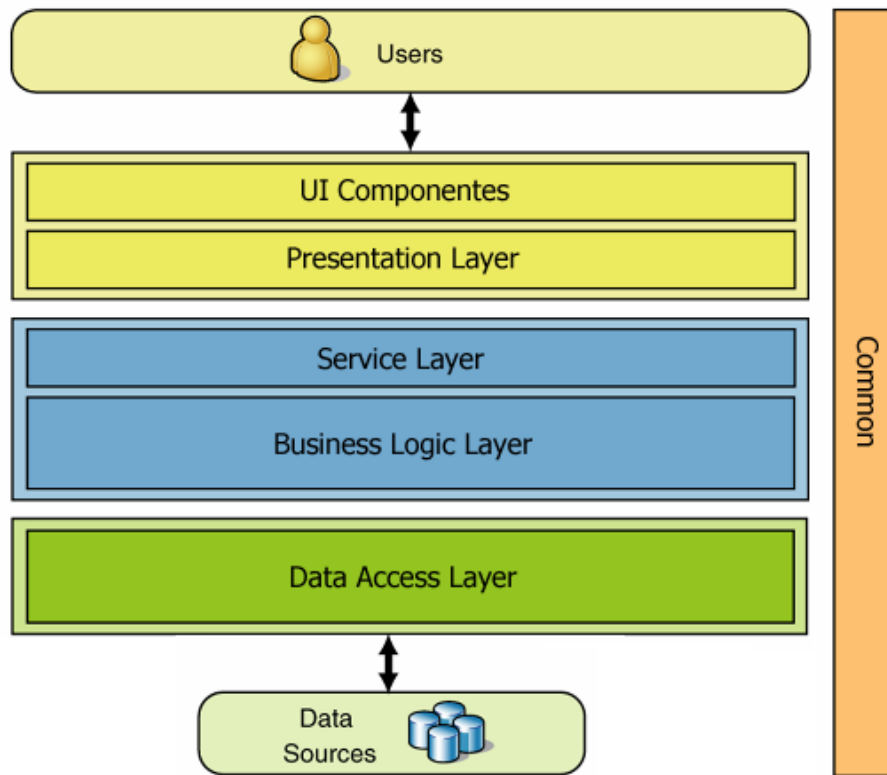 Users
UI Componentes
Presentation Layer
Service Layer
Business Logic Layer
Data Access Layer
Data
Sources
Common